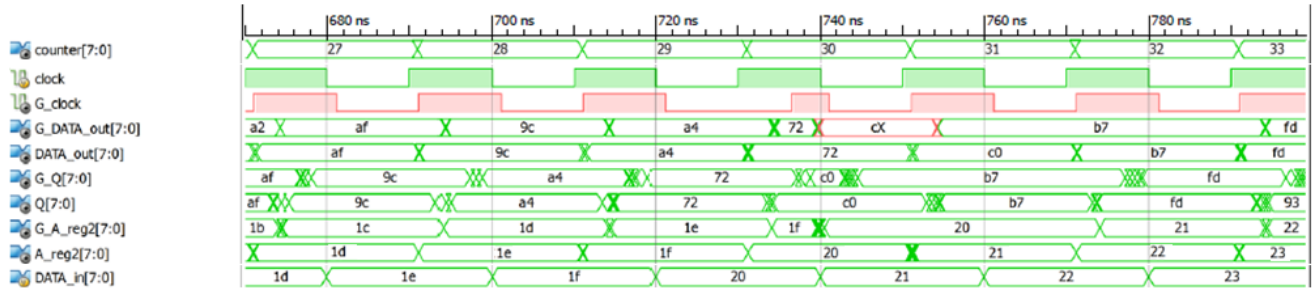 680 ns 700 ns 720 ns 740 ns 760 ns 780 ns
counter[7:0] 27 28 29 30 31 32 33
clock
G_clock
G_DATA_out[7:0] a2 af 9c a4 72 cX b7 fd
DATA_out[7:0] af 9c a4 72 c0 b7 fd
G_Q[7:0] af 9c a4 72 c0 b7 fd
Q[7:0] af 9c a4 72 c0 b7 fd 93
G_A_reg2[7:0] 1b 1c 1d 1e 1f 20 21 22
A_reg2[7:0] 1d 1e 1f 20 21 22 23
DATA_in[7:0] 1d 1e 1f 20 21 22 23